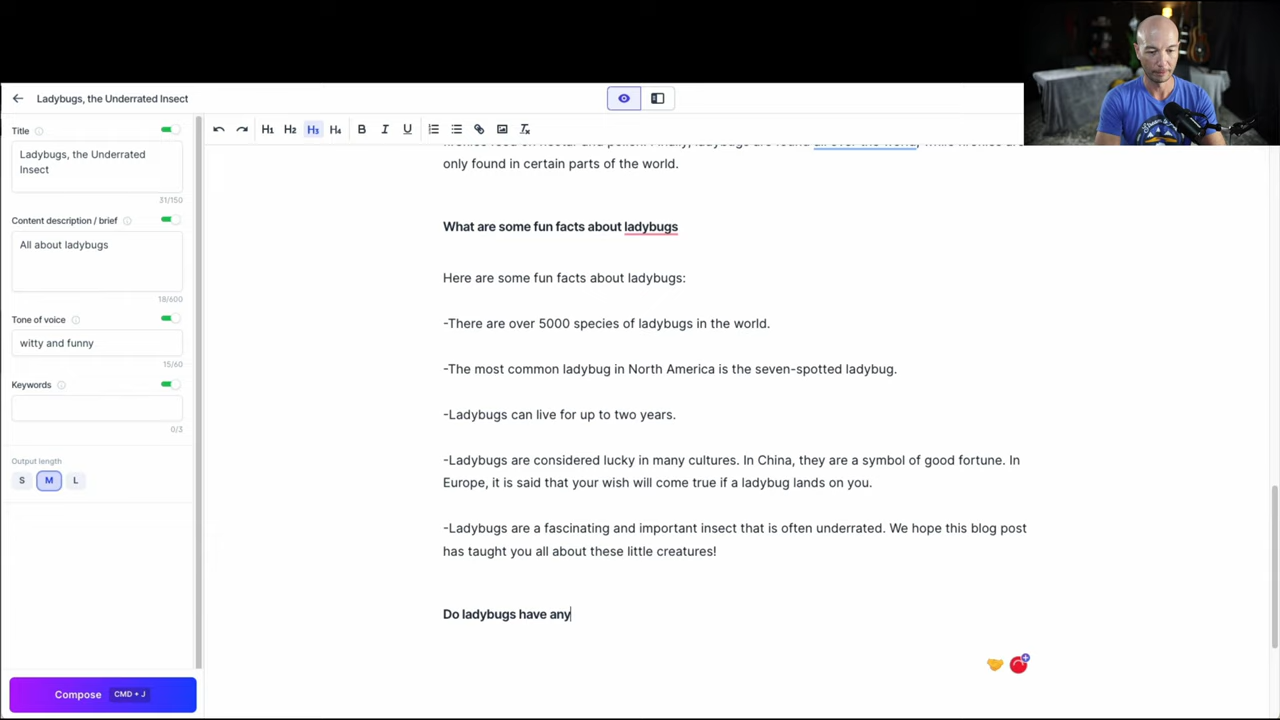 Ladybugs, the Underrated Insect
Title
Ladybugs, the Underrated
Insect
31/150
Content description / brief
All about ladybugs
18/600
Tone of voice
witty and funny
15/60
Keywords
0/3
Output length
S M L
Compose CMD + J
H1 H2 H3 H4 B I U
only found in certain parts of the world.
What are some fun facts about ladybugs
Here are some fun facts about ladybugs:
-There are over 5000 species of ladybugs in the world.
-The most common ladybug in North America is the seven-spotted ladybug.
-Ladybugs can live for up to two years.
-Ladybugs are considered lucky in many cultures. In China, they are a symbol of good fortune. In
Europe, it is said that your wish will come true if a ladybug lands on you.
-Ladybugs are a fascinating and important insect that is often underrated. We hope this blog post
has taught you all about these little creatures!
Do ladybugs have any